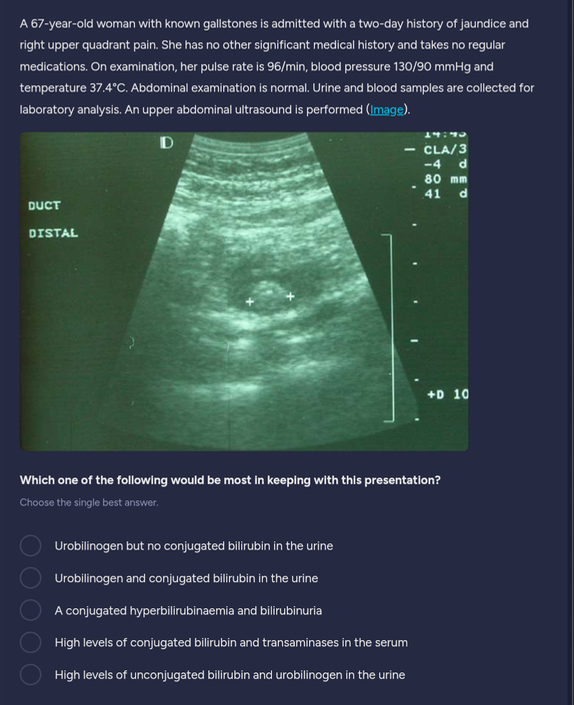 A 67-year-old woman with known gallstones is admitted with a two-day history of jaundice and
right upper quadrant pain. She has no other significant medical history and takes no regular
medications. On examination, her pulse rate is 96/min, blood pressure 130/90 mmHg and
temperature 37.4°C. Abdominal examination is normal. Urine and blood samples are collected for
laboratory analysis. An upper abdominal ultrasound is performed (Image).
D
14:43
CLA/3
-4 d
80 mm
41 d
DUCT
DISTAL
+D 10
Which one of the following would be most in keeping with this presentation?
Choose the single best answer.
Urobilinogen but no conjugated bilirubin in the urine
Urobilinogen and conjugated bilirubin in the urine
A conjugated hyperbilirubinaemia and bilirubinuria
High levels of conjugated bilirubin and transaminases in the serum
High levels of unconjugated bilirubin and urobilinogen in the urine